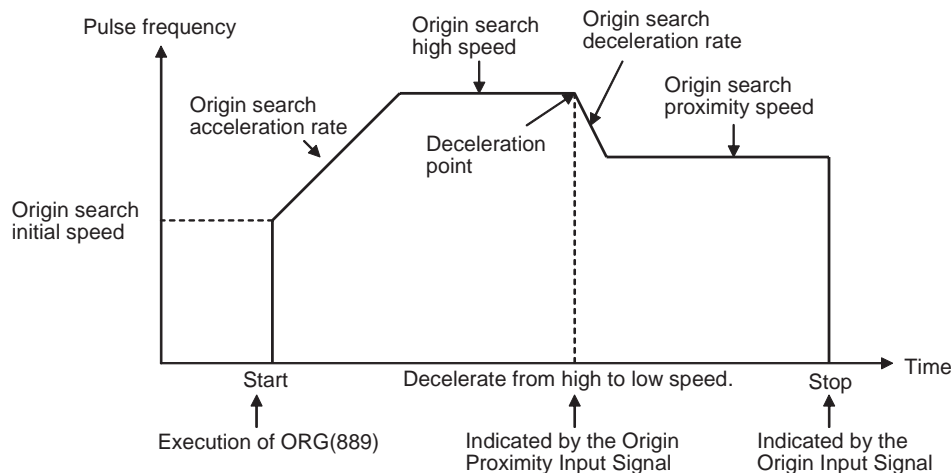 Pulse frequency
Origin search
high speed
Origin search
deceleration rate
Origin search
acceleration rate
Origin search
proximity speed
Deceleration
point
Origin search
initial speed
Time
Start
Decelerate from high to low speed.
Stop
Execution of ORG(889)
Indicated by the Origin
Proximity Input Signal
Indicated by the
Origin Input Signal